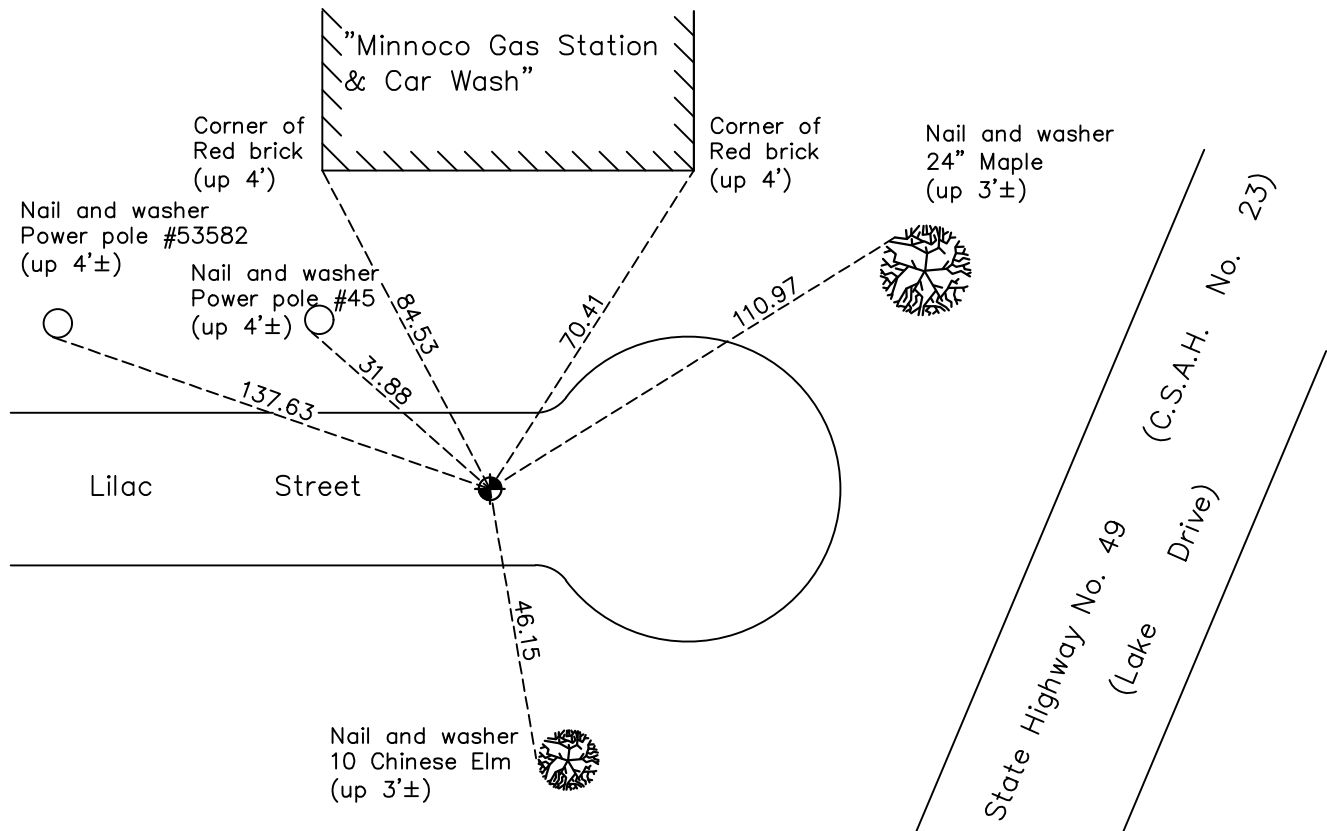 "Minnoco Gas Station
& Car Wash"
Corner of
Red brick
(up 4')
Corner of
Red brick
(up 4')
Nail and washer
24" Maple
(up 3'±)
Nail and washer
Power pole #53582
(up 4'±)
Nail and washer
Power pole #45
(up 4'±)
84.53
70.41
110.97
31.88
137.63
Lilac Street
46.15
Nail and washer
10 Chinese Elm
(up 3'±)
State Highway No. 49 (C.S.A.H. No. 23)
(Lake Drive)